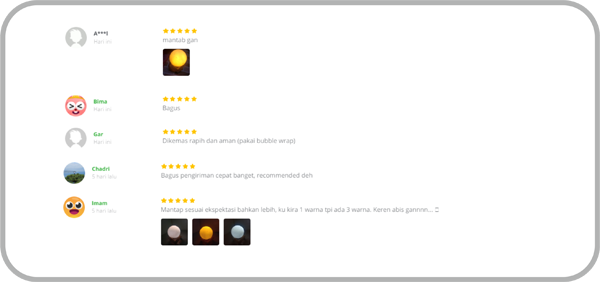 A***l
Hari ini
mantab gan
Bima
Hari ini
Bagus
Gar
Hari ini
Dikemas rapih dan aman (pakai bubble wrap)
Chadri
5 hari lalu
Bagus pengiriman cepat banget, recommended deh
Imam
5 hari lalu
Mantap sesuai ekspektasi bahkan lebih, ku kira 1 warna tpi ada 3 warna. Keren abis gannnn...